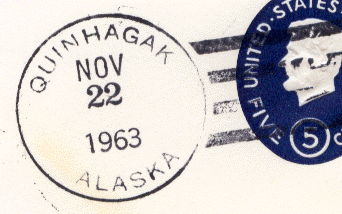 QUINHAGAK
NOV
22
1963
ALASKA
UNITED·STATES
FIVE
5